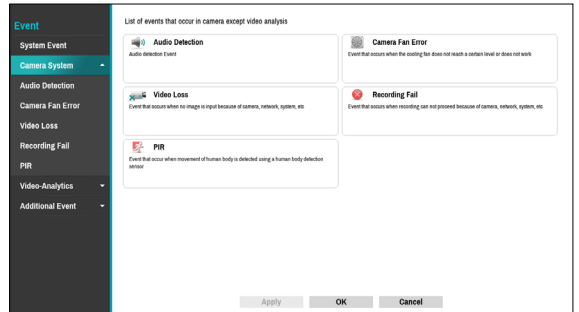 Event
System Event
Camera System
Audio Detection
Camera Fan Error
Video Loss
Recording Fail
PIR
Video-Analytics
Additional Event
List of events that occur in camera except video analysis
Audio Detection
Audio detection Event
Camera Fan Error
Event that occurs when the cooling fan does not reach a certain level or does not work
Video Loss
Event that occurs when no image is input because of camera, network, system, etc
Recording Fail
Event that occurs when recording can not proceed because of camera, network, system, etc
PIR
Event that occur when movement of human body is detected using a human body detection
sensor
Apply
OK
Cancel